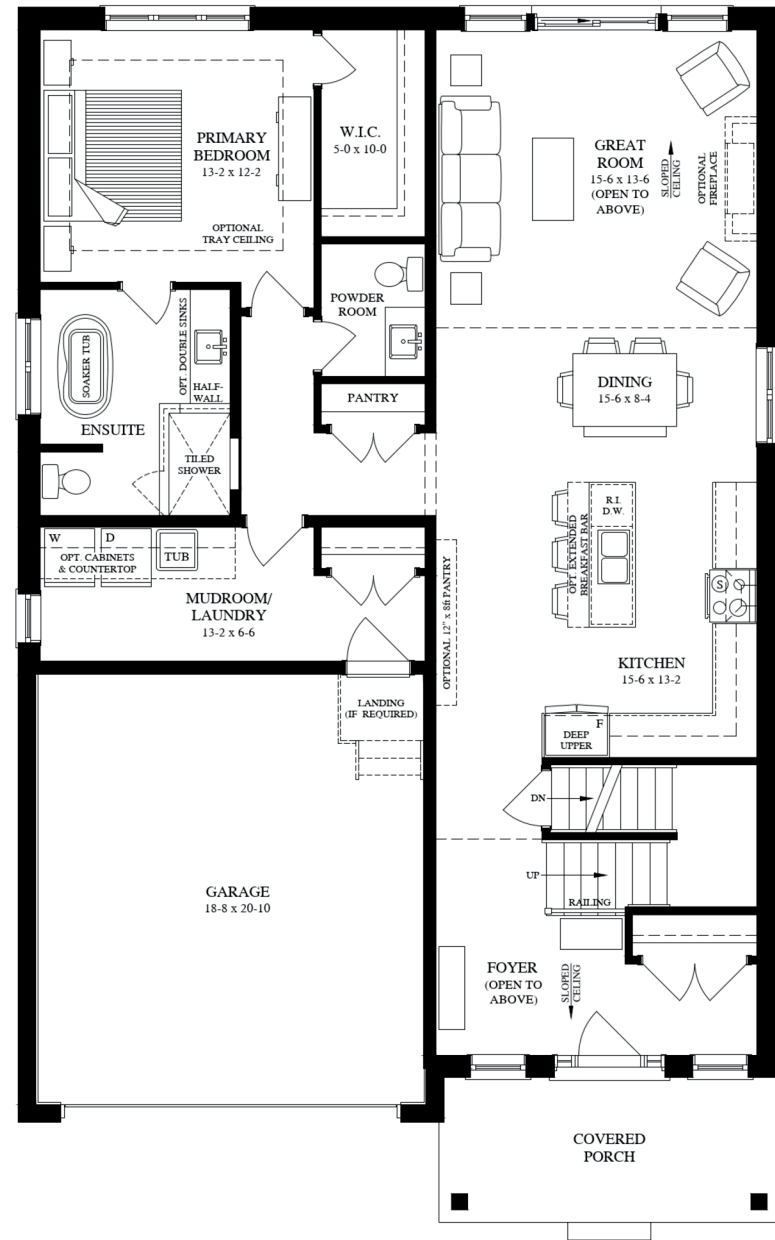 PRIMARY
BEDROOM
13-2 x 12-2
OPTIONAL
TRAY CEILING
W.I.C.
5-0 x 10-0
GREAT
ROOM
15-6 x 13-6
(OPEN TO
ABOVE)
SLOPED
CELING
OPTIONAL
FIREPLACE
POWDER
ROOM
SOAKER TUB
OPT. DOUBLE SINKS
HALF-
WALL
ENSUITE
TILED
SHOWER
PANTRY
DINING
15-6 x 8-4
R.I.
D.W.
OPT. EXTENDED
BREAKFAST BAR
S
W
D
OPT. CABINETS
& COUNTERTOP
TUB
MUDROOM/
LAUNDRY
13-2 x 6-6
OPTIONAL 12" x 8ft PANTRY
KITCHEN
15-6 x 13-2
LANDING
(IF REQUIRED)
F
DEEP
UPPER
DN
UP
RAILING
GARAGE
18-8 x 20-10
FOYER
(OPEN TO
ABOVE)
SLOPED
CELING
COVERED
PORCH